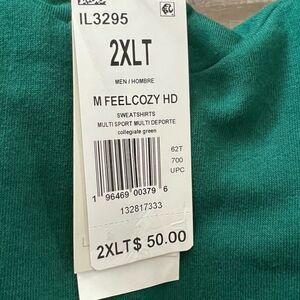 IL3295
2XLT
MEN / HOMBRE
M FEELCOZY HD
SWEATSHIRTS
MULTI SPORT MULTI DEPORTE
collegiate green
62T
700
UPC
1 96469 00379 6
132817333
2XLT$ 50.00